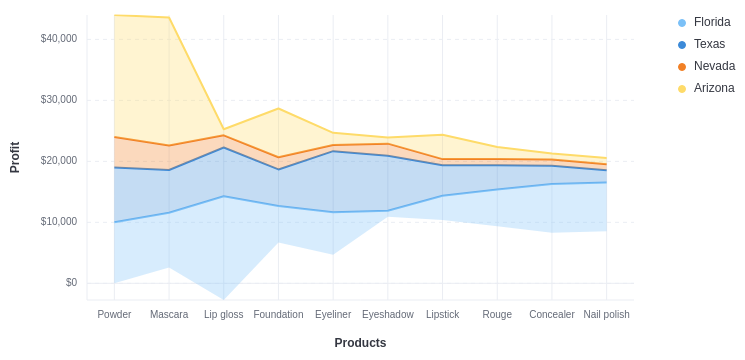 $40,000
$30,000
$20,000
$10,000
$0
Profit
Powder Mascara Lip gloss Foundation Eyeliner Eyeshadow Lipstick Rouge Concealer Nail polish
Products
Florida
Texas
Nevada
Arizona